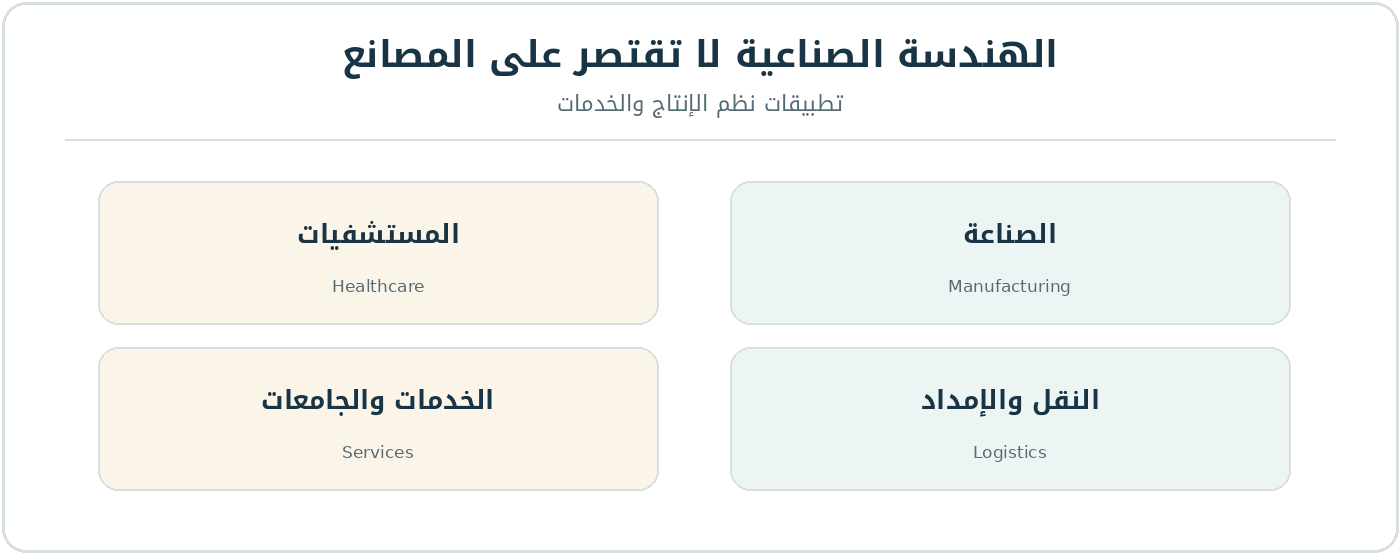 الهندسة الصناعية لا تقتصر على المصانع
تطبيقات نظم الإنتاج والخدمات
الصناعة
Manufacturing
المستشفيات
Healthcare
النقل والإمداد
Logistics
الخدمات والجامعات
Services